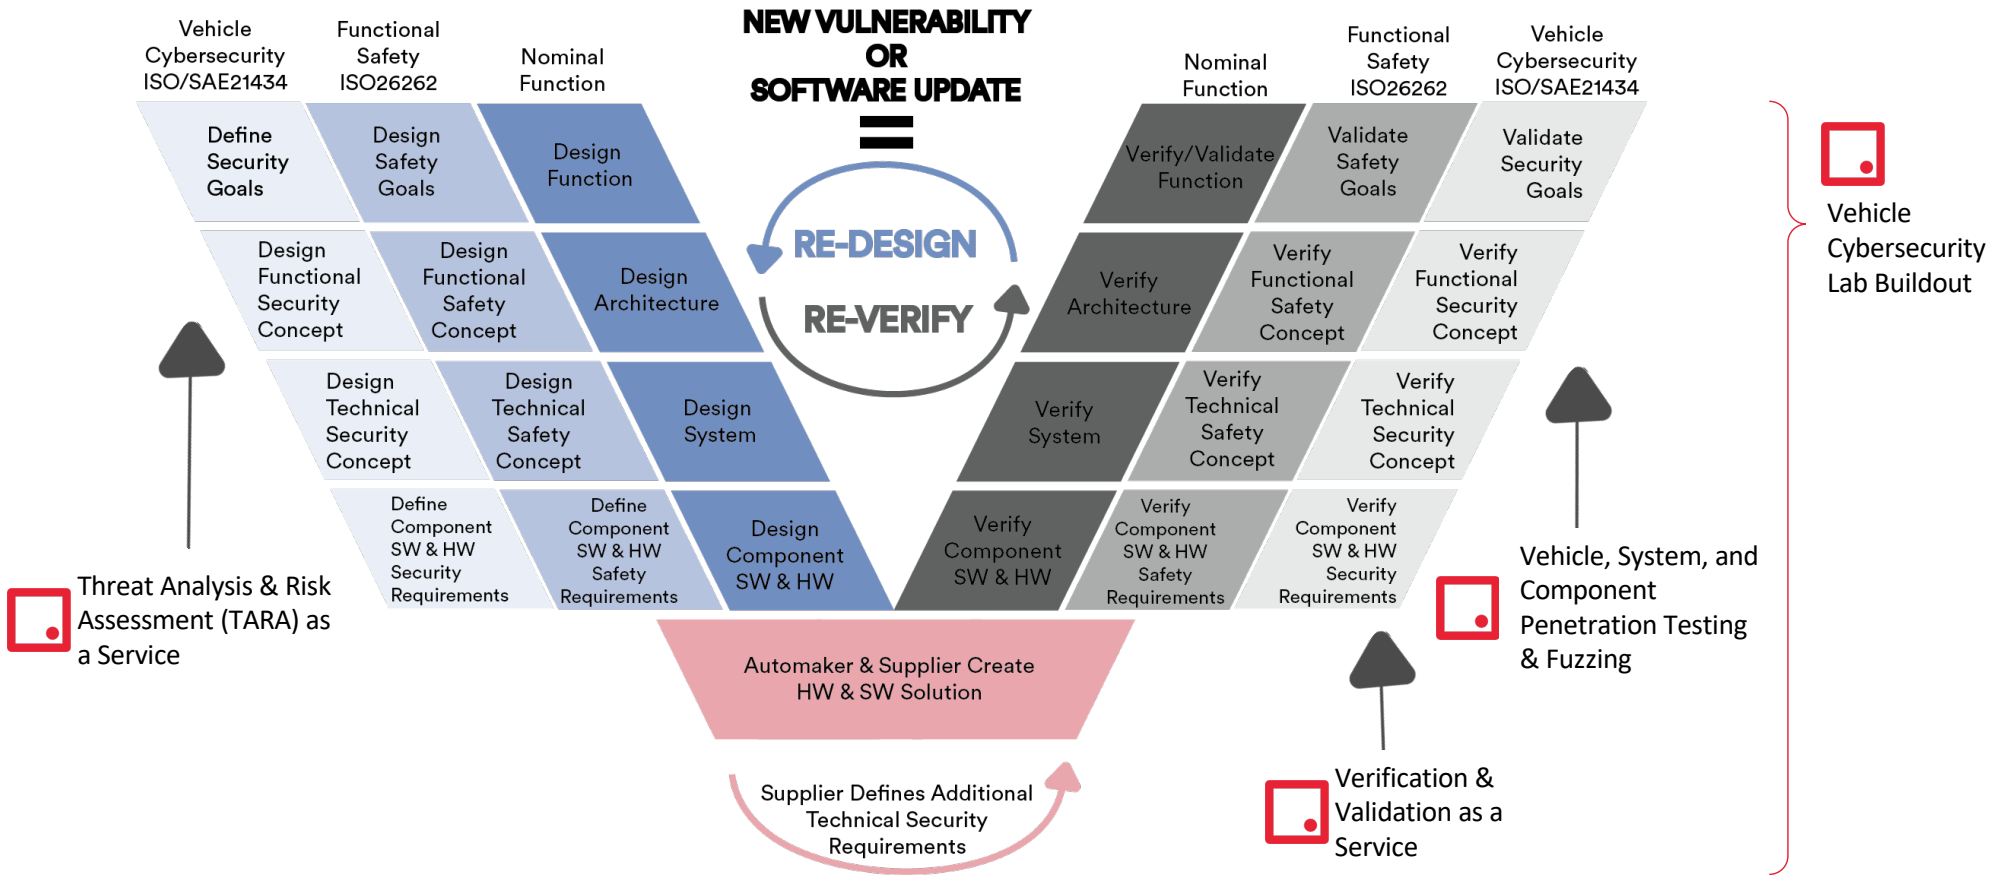 Vehicle
Cybersecurity
ISO/SAE21434
Functional
Safety
ISO26262
Nominal
Function
NEW VULNERABILITY
OR
SOFTWARE UPDATE
Nominal
Function
Functional
Safety
ISO26262
Vehicle
Cybersecurity
ISO/SAE21434
Define
Security
Goals
Design
Safety
Goals
Design
Function
Verify/Validate
Function
Validate
Safety
Goals
Validate
Security
Goals
RE-DESIGN
RE-VERIFY
Design
Functional
Security
Concept
Design
Functional
Safety
Concept
Design
Architecture
Verify
Architecture
Verify
Functional
Safety
Concept
Verify
Functional
Security
Concept
Design
Technical
Security
Concept
Design
Technical
Safety
Concept
Design
System
Verify
System
Verify
Technical
Safety
Concept
Verify
Technical
Security
Concept
Define
Component
SW & HW
Security
Requirements
Define
Component
SW & HW
Safety
Requirements
Design
Component
SW & HW
Verify
Component
SW & HW
Verify
Component
SW & HW
Safety
Requirements
Verify
Component
SW & HW
Security
Requirements
Automaker & Supplier Create
HW & SW Solution
Supplier Defines Additional
Technical Security
Requirements
Threat Analysis & Risk
Assessment (TARA) as
a Service
Verification &
Validation as a
Service
Vehicle, System, and
Component
Penetration Testing
& Fuzzing
Vehicle
Cybersecurity
Lab Buildout